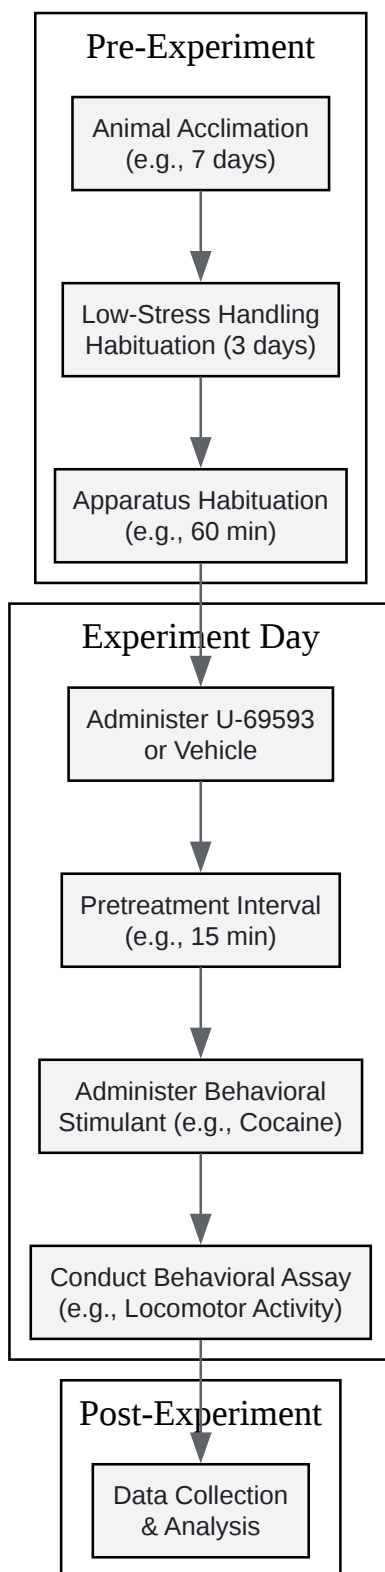 Pre-Experiment
Animal Acclimation
(e.g., 7 days)
Low-Stress Handling
Habituation (3 days)
Apparatus Habituation
(e.g., 60 min)
Experiment Day
Administer U-69593
or Vehicle
Pretreatment Interval
(e.g., 15 min)
Administer Behavioral
Stimulant (e.g., Cocaine)
Conduct Behavioral Assay
(e.g., Locomotor Activity)
Post-Experiment
Data Collection
& Analysis